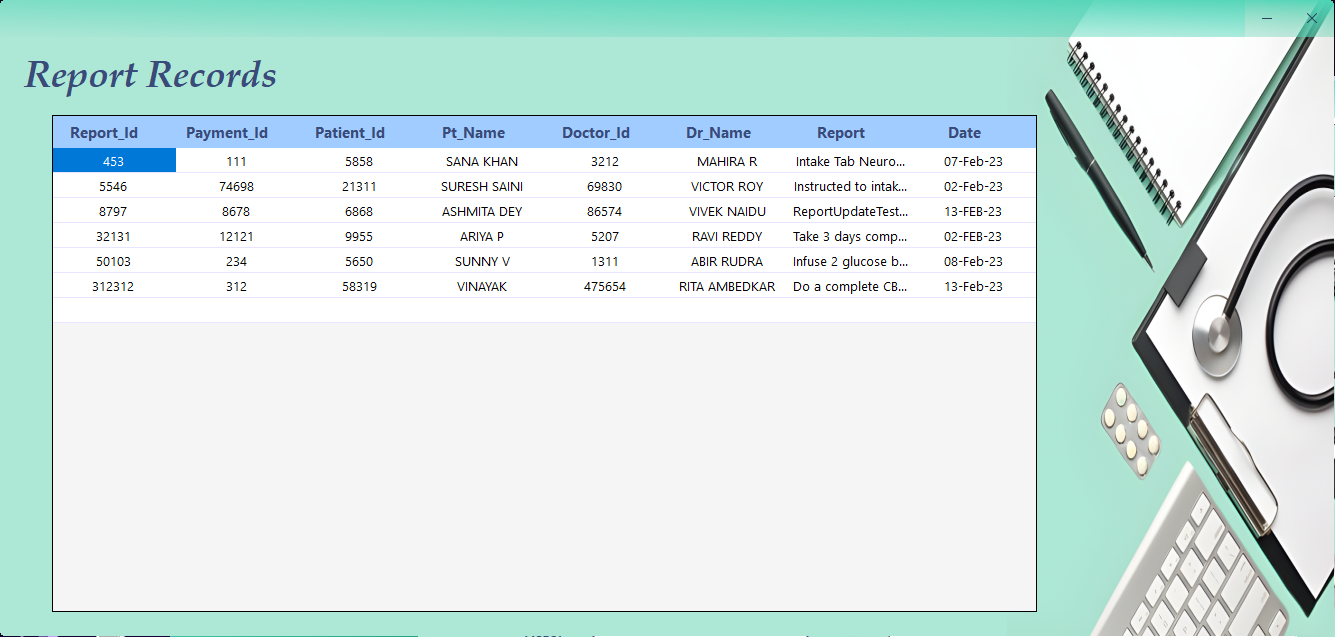 Report Records
Report_Id Payment_Id Patient_Id Pt_Name Doctor_Id Dr_Name Report Date
453 111 5858 SANA KHAN 3212 MAHIRA R Intake Tab Neuro... 07-Feb-23
5546 74698 21311 SURESH SAINI 69830 VICTOR ROY Instructed to intak... 02-Feb-23
8797 8678 6868 ASHMITA DEY 86574 VIVEK NAIDU ReportUpdateTest... 13-FEB-23
32131 12121 9955 ARIYA P 5207 RAVI REDDY Take 3 days comp... 02-FEB-23
50103 234 5650 SUNNY V 1311 ABIR RUDRA Infuse 2 glucose b... 08-Feb-23
312312 312 58319 VINAYAK 475654 RITA AMBEDKAR Do a complete CB... 13-Feb-23